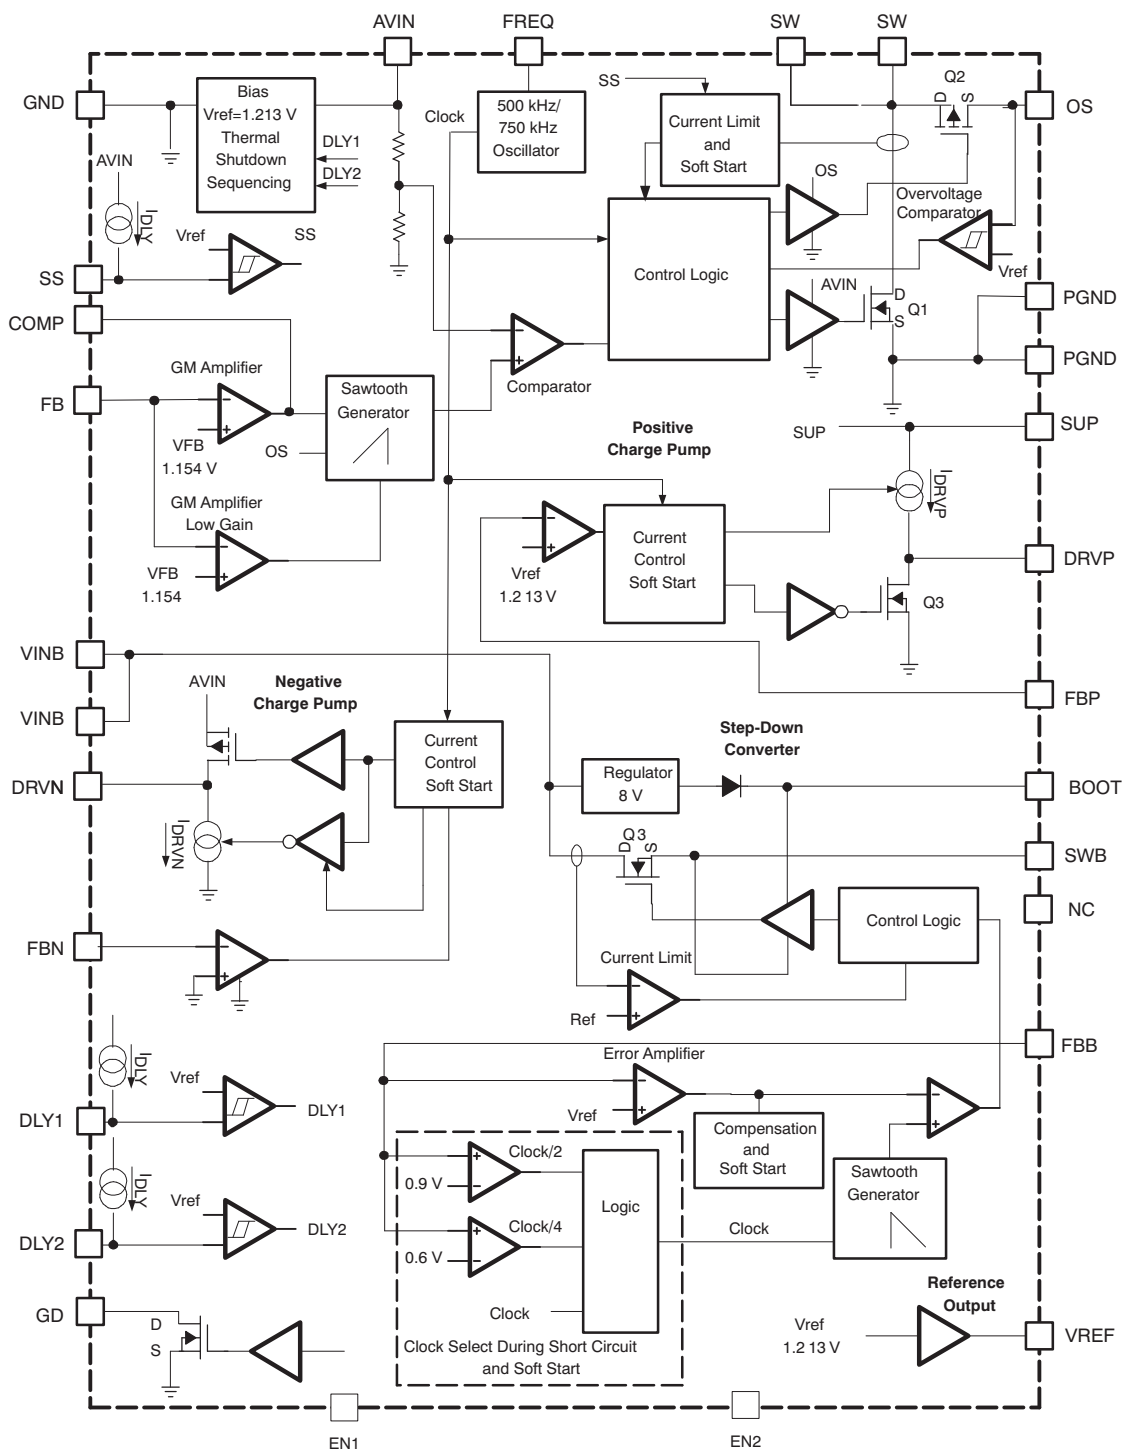 AVIN
FREQ
SW
SW
GND
Bias
Vref=1.213 V
Thermal
Shutdown
Sequencing
DLY1
DLY2
Clock
500 kHz/
750 kHz
Oscillator
SS
Current Limit
and
Soft Start
Q2
D
S
OS
AVIN
IDLY
Vref
SS
SS
OS
Overvoltage
Comparator
Vref
Control Logic
COMP
AVIN
D
Q1
S
PGND
PGND
GM Amplifier
FB
VFB
1.154 V
Sawtooth
Generator
OS
Comparator
Positive
Charge Pump
SUP
SUP
IDRVP
GM Amplifier
Low Gain
VFB
1.154
Vref
1.2 13 V
Current
Control
Soft Start
DRVP
Q3
VINB
VINB
AVIN
Negative
Charge Pump
FBP
Current
Control
Soft Start
Step-Down
Converter
DRVN
IDRVN
Regulator
8 V
BOOT
Q3
D
S
SWB
NC
Control Logic
FBN
Current Limit
Ref
FBB
Error Amplifier
IDLY
Vref
DLY1
DLY1
Vref
Compensation
and
Soft Start
Clock/2
0.9 V
Logic
Clock/4
0.6 V
Clock
Clock
Sawtooth
Generator
IDLY
Vref
DLY2
DLY2
GD
D
S
Clock Select During Short Circuit
and Soft Start
Reference
Output
Vref
1.2 13 V
VREF
EN1
EN2